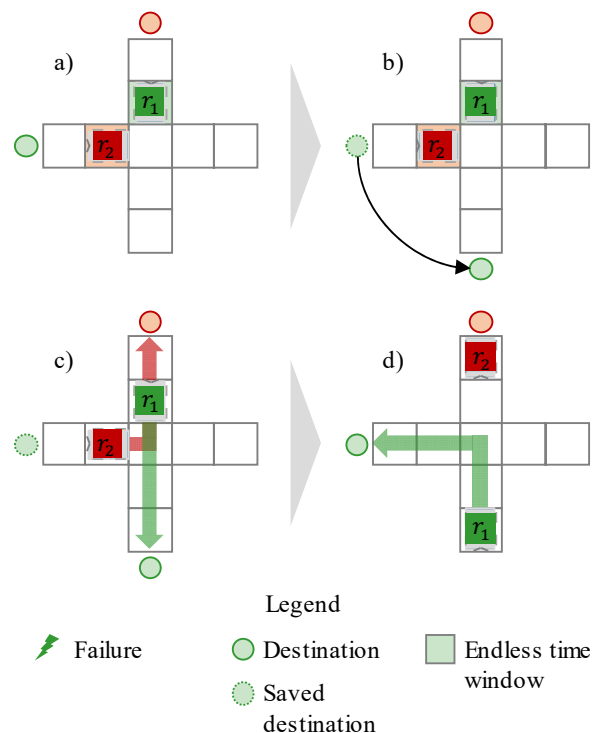 a)
b)
r1
r1
r2
r2
c)
d)
r2
r1
r2
r1
Legend
Failure
Destination
Endless time
window
Saved
destination